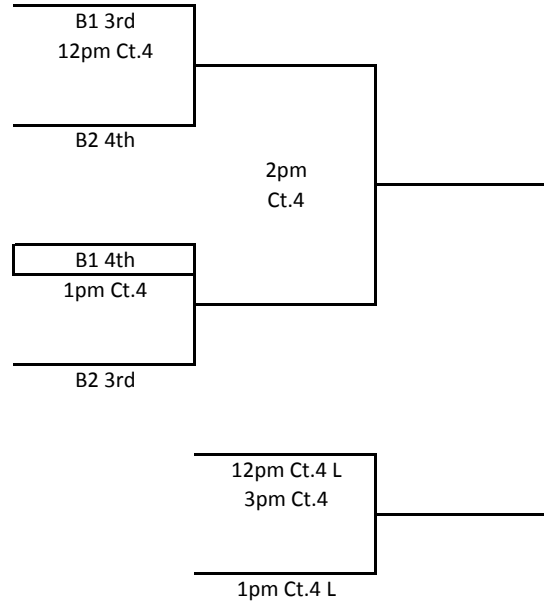 B1 3rd
12pm Ct.4
B2 4th
2pm
Ct.4
B1 4th
1pm Ct.4
B2 3rd
12pm Ct.4 L
3pm Ct.4
1pm Ct.4 L